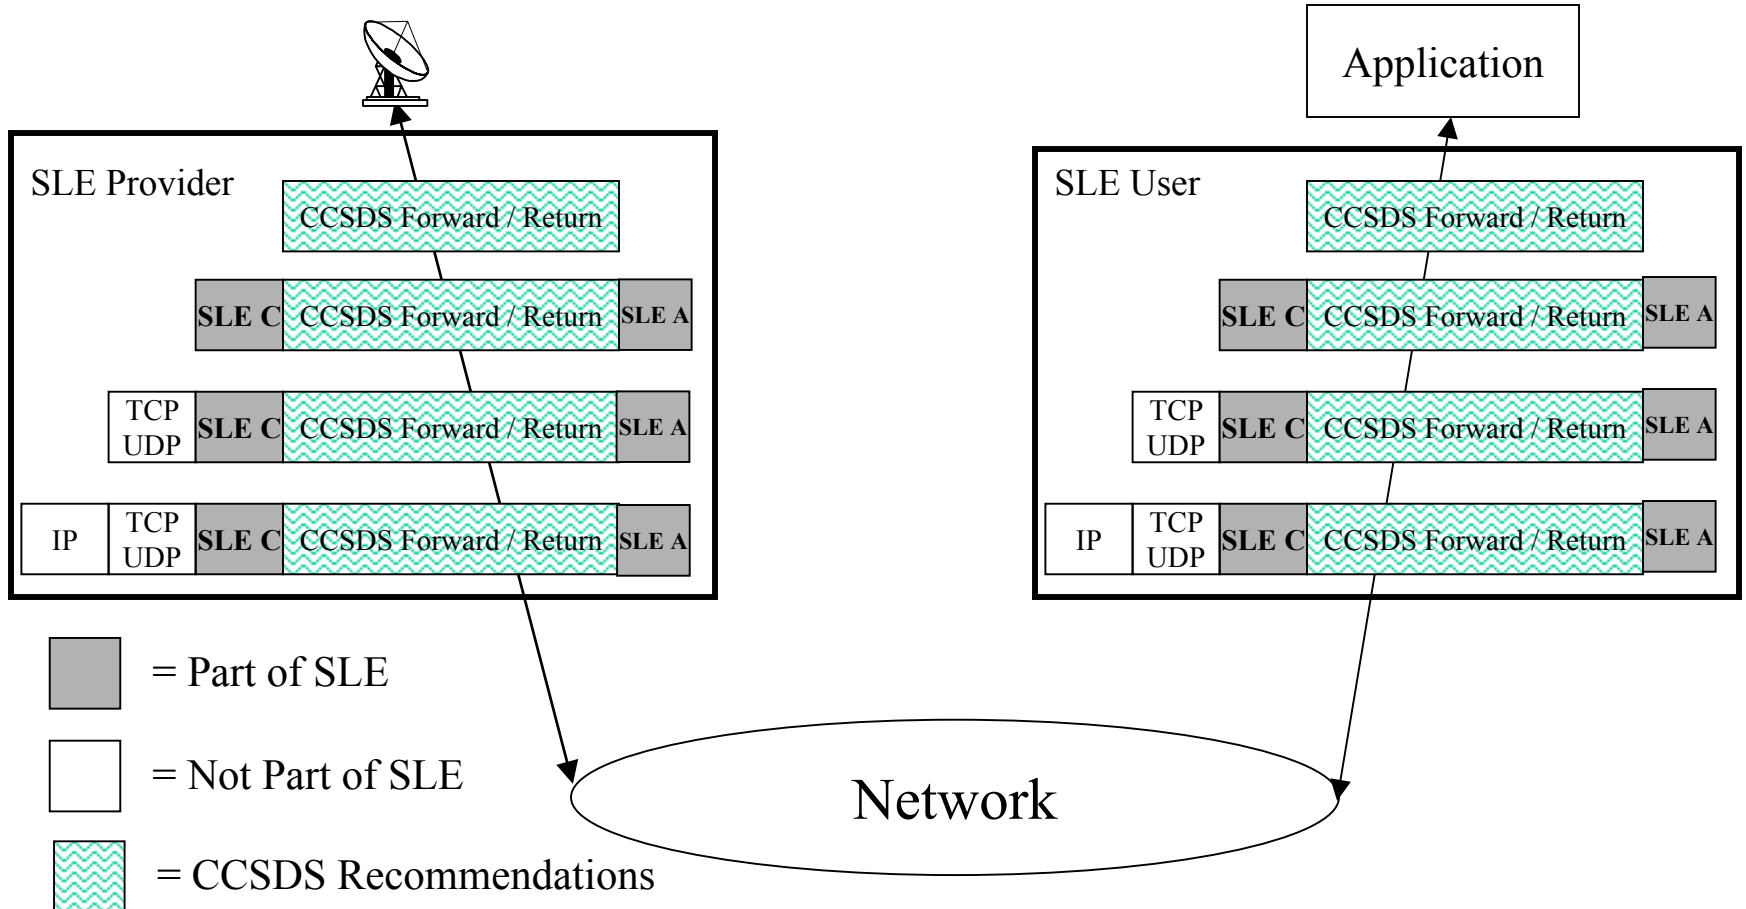 Application
SLE Provider
CCSDS Forward / Return
SLE C CCSDS Forward / Return SLE A
TCP
UDP
SLE C CCSDS Forward / Return SLE A
IP
TCP
UDP
SLE C CCSDS Forward / Return SLE A
SLE User
CCSDS Forward / Return
SLE C CCSDS Forward / Return SLE A
TCP
UDP
SLE C CCSDS Forward / Return SLE A
IP
TCP
UDP
SLE C CCSDS Forward / Return SLE A
= Part of SLE
= Not Part of SLE
= CCSDS Recommendations
Network